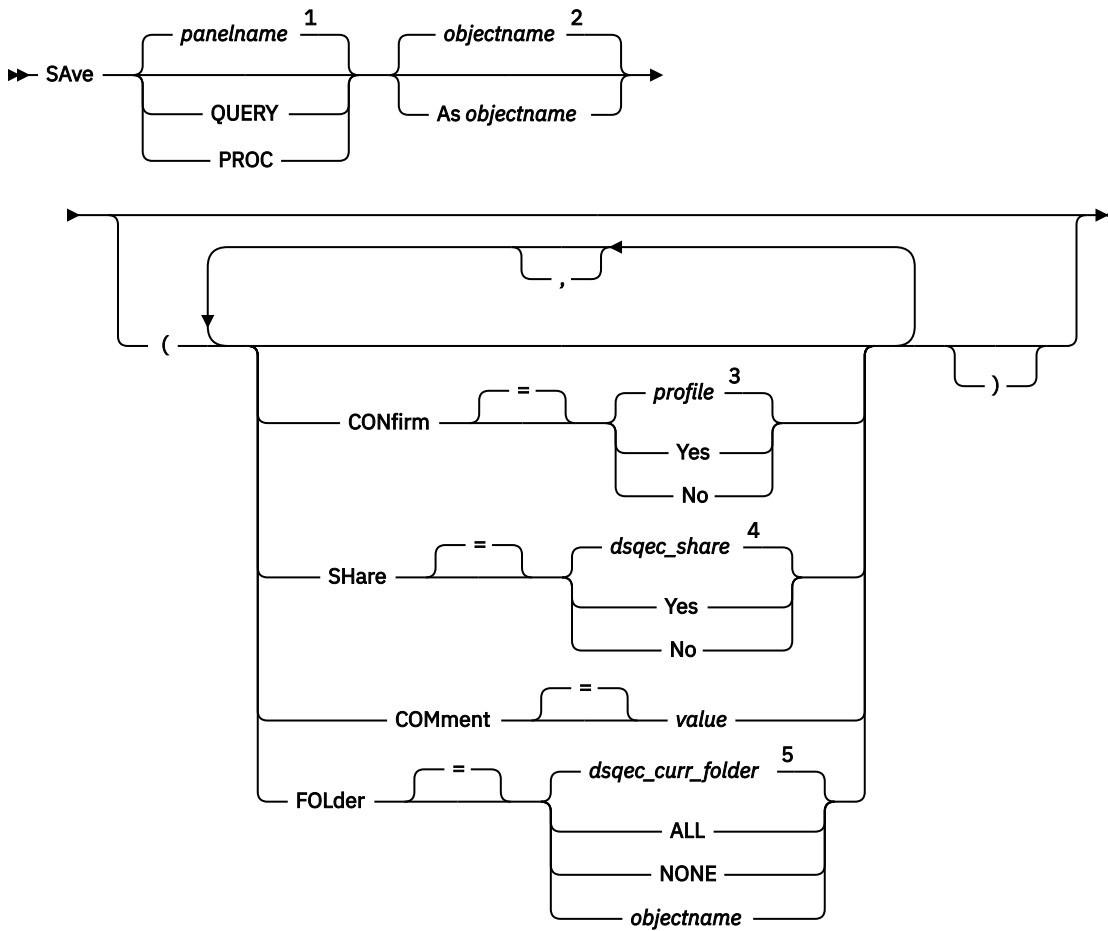 panelname 1
objectname 2
SAve
QUERY
As objectname
PROC
,
(
)
=
profile 3
CONfirm
Yes
No
=
dsqec_share 4
SHare
Yes
No
=
COMment
value
=
dsqec_curr_folder 5
FOLder
ALL
NONE
objectname